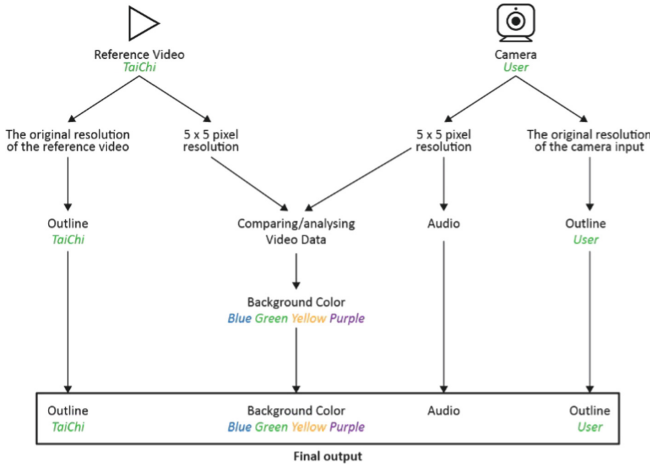 Reference Video
TaiChi
Camera
User
The original resolution
of the reference video
5 x 5 pixel
resolution
5 x 5 pixel
resolution
The original resolution
of the camera input
Outline
TaiChi
Comparing/analysing
Video Data
Audio
Outline
User
Background Color
Blue Green Yellow Purple
Outline
TaiChi
Background Color
Blue Green Yellow Purple
Audio
Outline
User
Final output